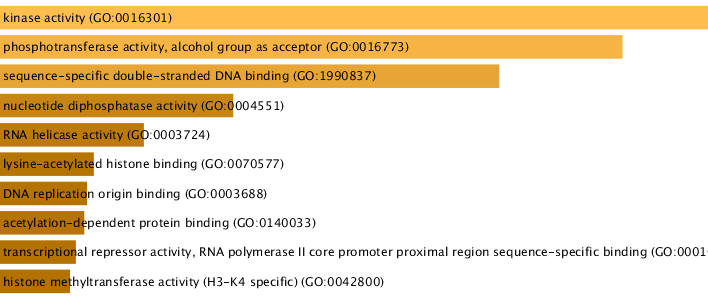 kinase activity (GO:0016301)
phosphotransferase activity, alcohol group as acceptor (GO:0016773)
sequence-specific double-stranded DNA binding (GO:1990837)
nucleotide diphosphatase activity (GO:0004551)
RNA helicase activity (GO:0003724)
lysine-acetylated histone binding (GO:0070577)
DNA replication origin binding (GO:0003688)
acetylation-dependent protein binding (GO:0140033)
transcriptional repressor activity, RNA polymerase II core promoter proximal region sequence-specific binding (GO:0001
histone methyltransferase activity (H3-K4 specific) (GO:0042800)